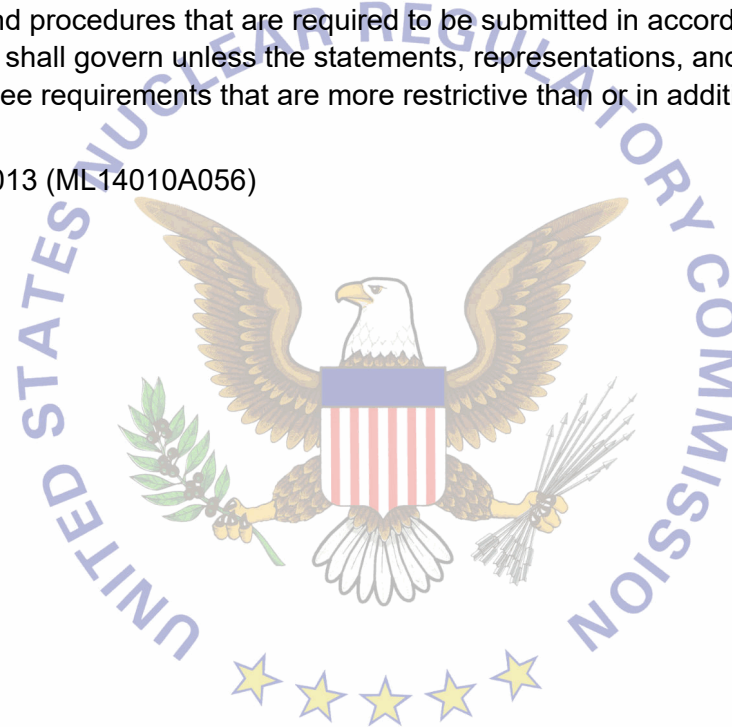 nd procedures that are required to be submitted in accord
shall govern unless the statements, representations, and
ee requirements that are more restrictive than or in addit
013 (ML14010A056)
UNITED STATES NUCLEAR REGULATORY COMMISSION